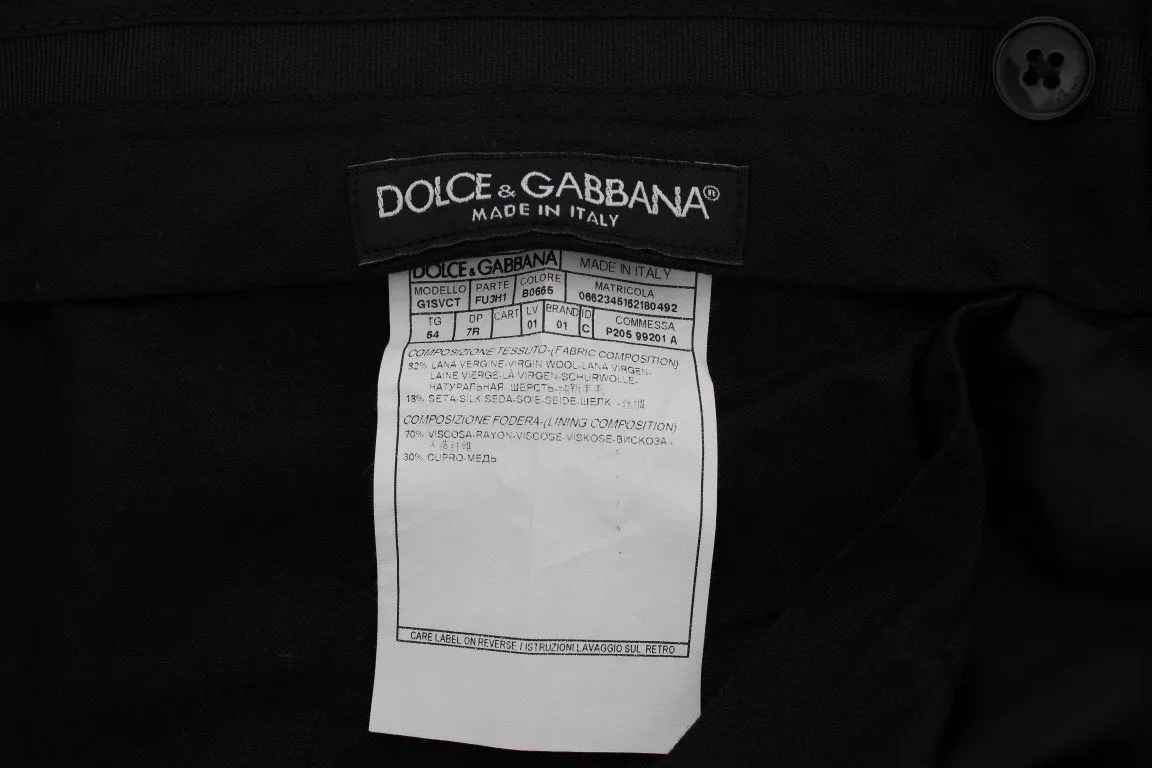 DOLCE & GABBANA®
MADE IN ITALY
DOLCE & GABBANA MADE IN ITALY
MODELLO PARTE COLORE MATRICOLA
G1SVCT FU3H1 B0665 0662345162180492
TG DP CART LV BRAND ID COMMESSA
54 7R 01 01 C P205 99201 A
COMPOSIZIONE TESSUTO-(FABRIC COMPOSITION)
82% LANA VERGINE-VIRGIN WOOL-LANA VIRGEN-
LAINE VIERGE-LÃ VIRGEN-SCHURWOLLE-
НАТУРАЛЬНАЯ ШЕРСТЬ-
18% SETA-SILK-SEDA-SOIE-SEIDE-ШЕЛК -
COMPOSIZIONE FODERA-(LINING COMPOSITION)
70% VISCOSA-RAYON-VISCOSE-VISKOSE-ВИСКОЗА -
30% CUPRO-МЕДЬ
CARE LABEL ON REVERSE / ISTRUZIONI LAVAGGIO SUL RETRO